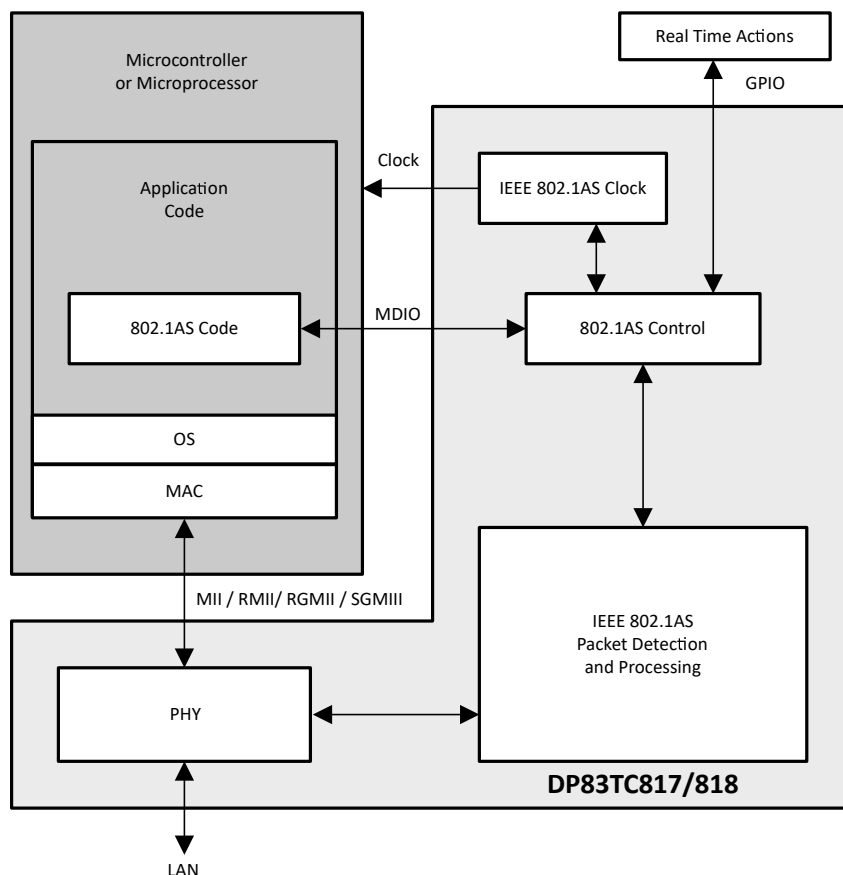 Real Time Actions
GPIO
Microcontroller
or Microprocessor
Application
Code
Clock
IEEE 802.1AS Clock
802.1AS Code
MDIO
802.1AS Control
OS
MAC
MII / RMII/ RGMII / SGMIII
IEEE 802.1AS
Packet Detection
and Processing
PHY
DP83TC817/818
LAN